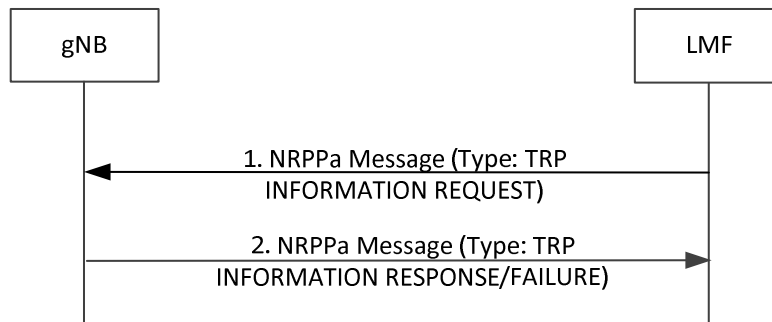 gNB
LMF
1. NRPPa Message (Type: TRP
INFORMATION REQUEST)
2. NRPPa Message (Type: TRP
INFORMATION RESPONSE/FAILURE)